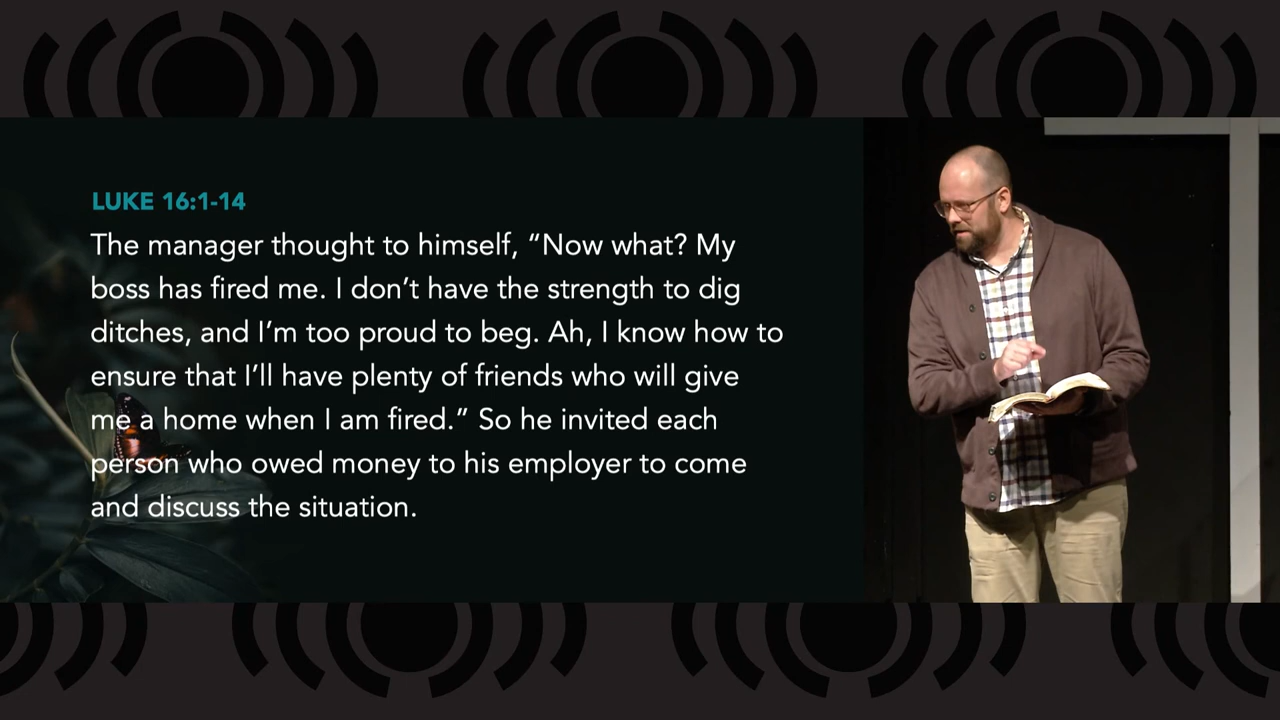 LUKE 16:1-14
The manager thought to himself, “Now what? My
boss has fired me. I don’t have the strength to dig
ditches, and I’m too proud to beg. Ah, I know how to
ensure that I’ll have plenty of friends who will give
me a home when I am fired.” So he invited each
person who owed money to his employer to come
and discuss the situation.